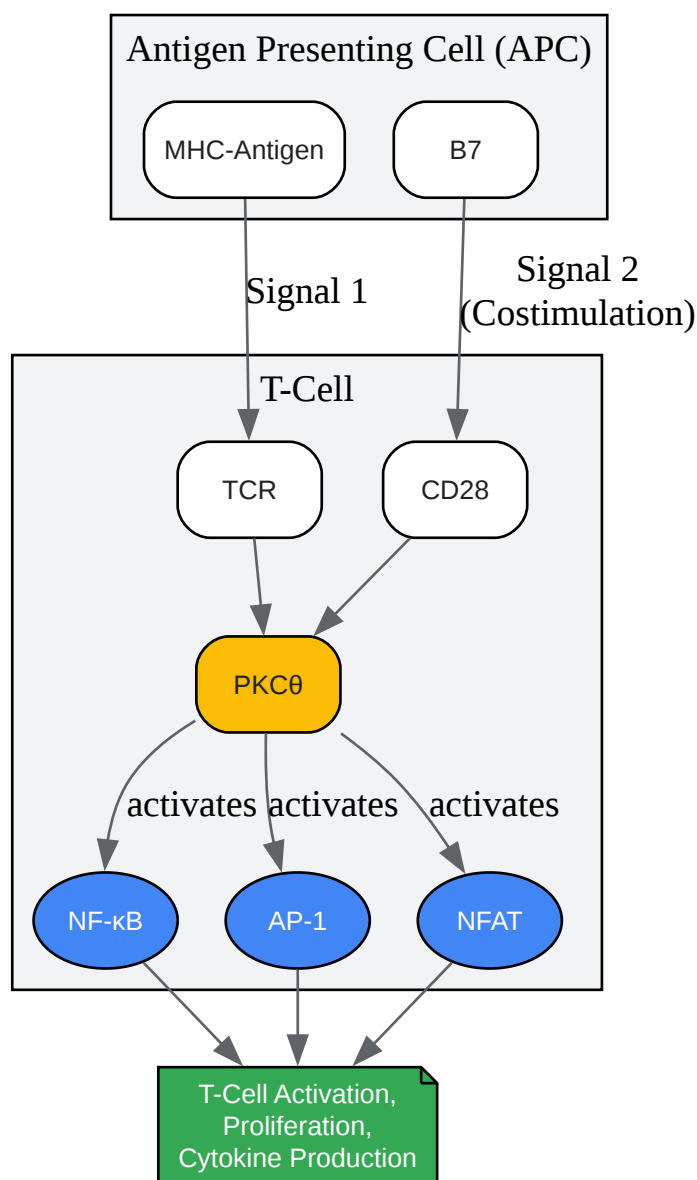 Antigen Presenting Cell (APC)
MHC-Antigen
B7
Signal 1
Signal 2
(Costimulation)
T-Cell
TCR
CD28
PKCθ
activates
activates
activates
NF-κB
AP-1
NFAT
T-Cell Activation,
Proliferation,
Cytokine Production